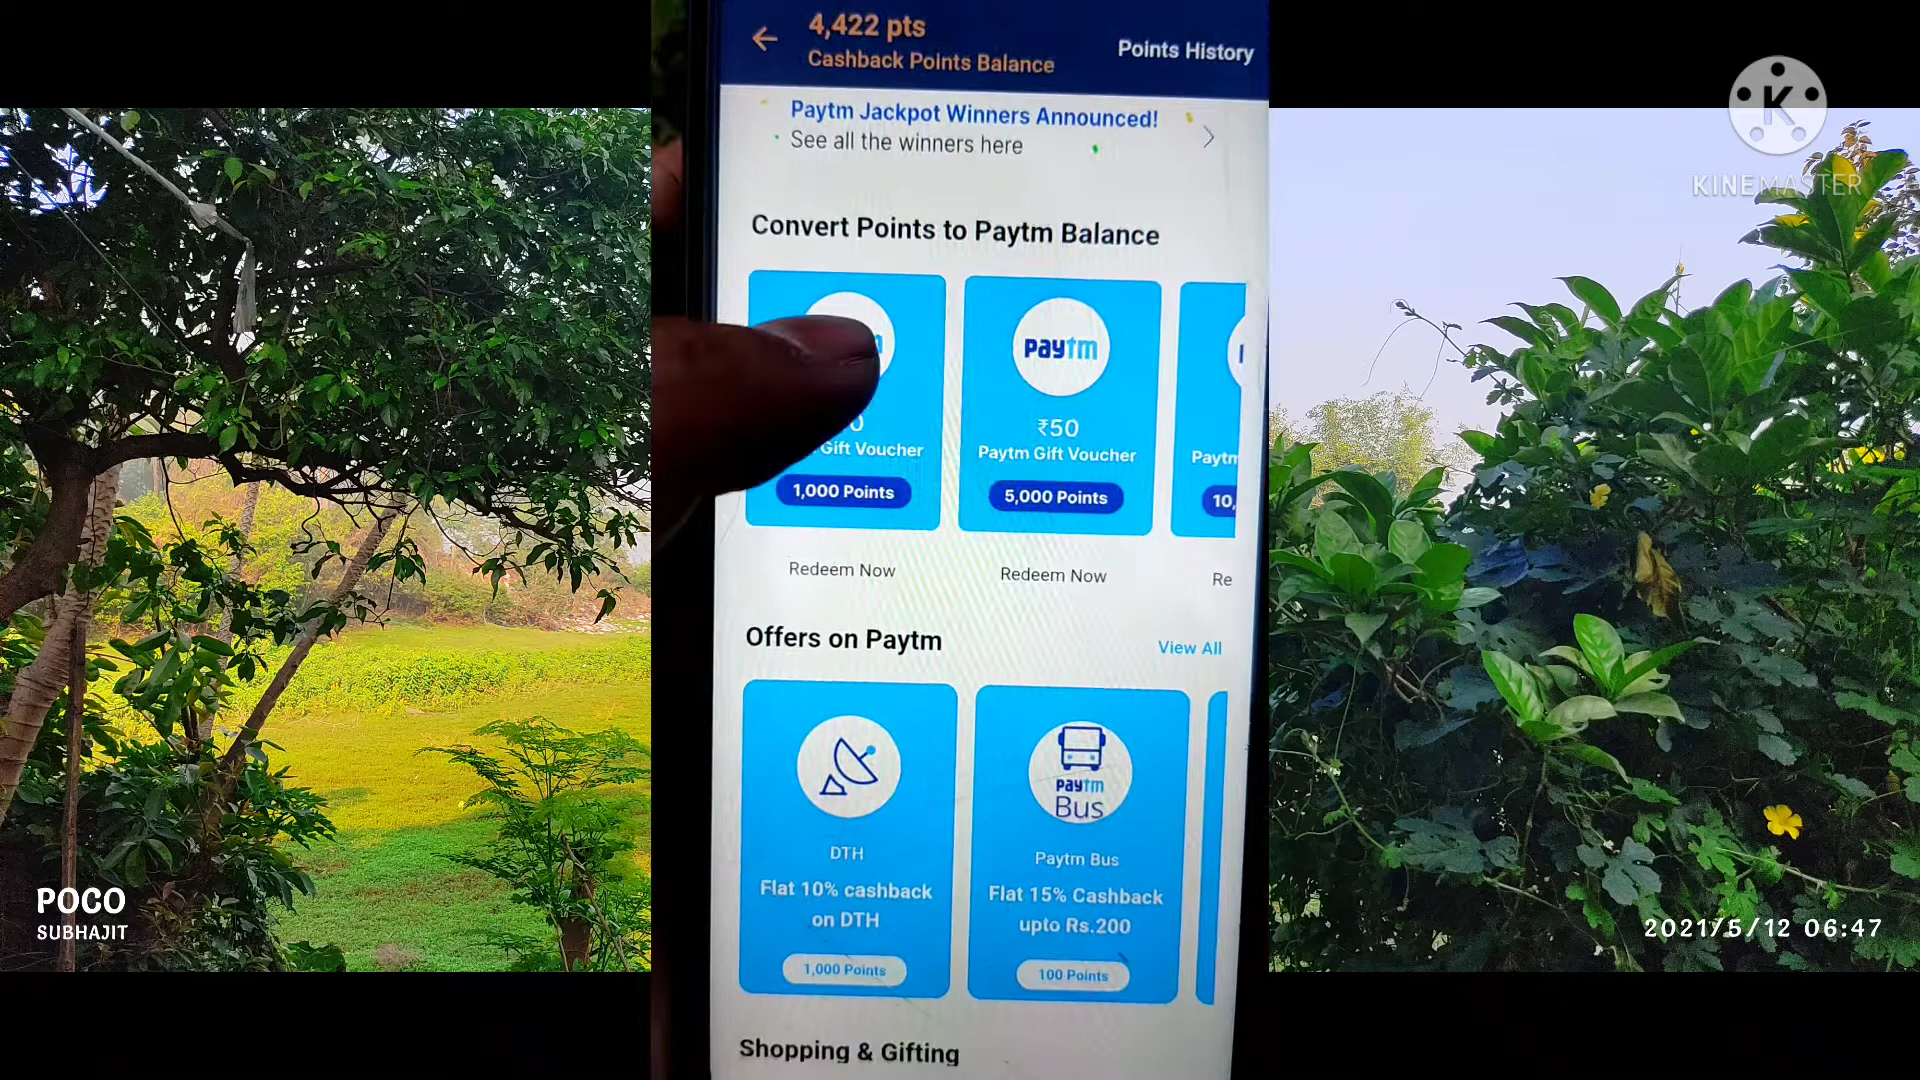 4,422 pts
Cashback Points Balance
Points History
Paytm Jackpot Winners Announced!
See all the winners here
Convert Points to Paytm Balance
Gift Voucher
1,000 Points
Redeem Now
paytm
₹50
Paytm Gift Voucher
5,000 Points
Redeem Now
Offers on Paytm
View All
DTH
Flat 10% cashback
on DTH
1,000 Points
paytm
Bus
Paytm Bus
Flat 15% Cashback
upto Rs.200
100 Points
Shopping & Gifting
K
KINEMASTER
POCO
SUBHAJIT
2021/5/12 06:47